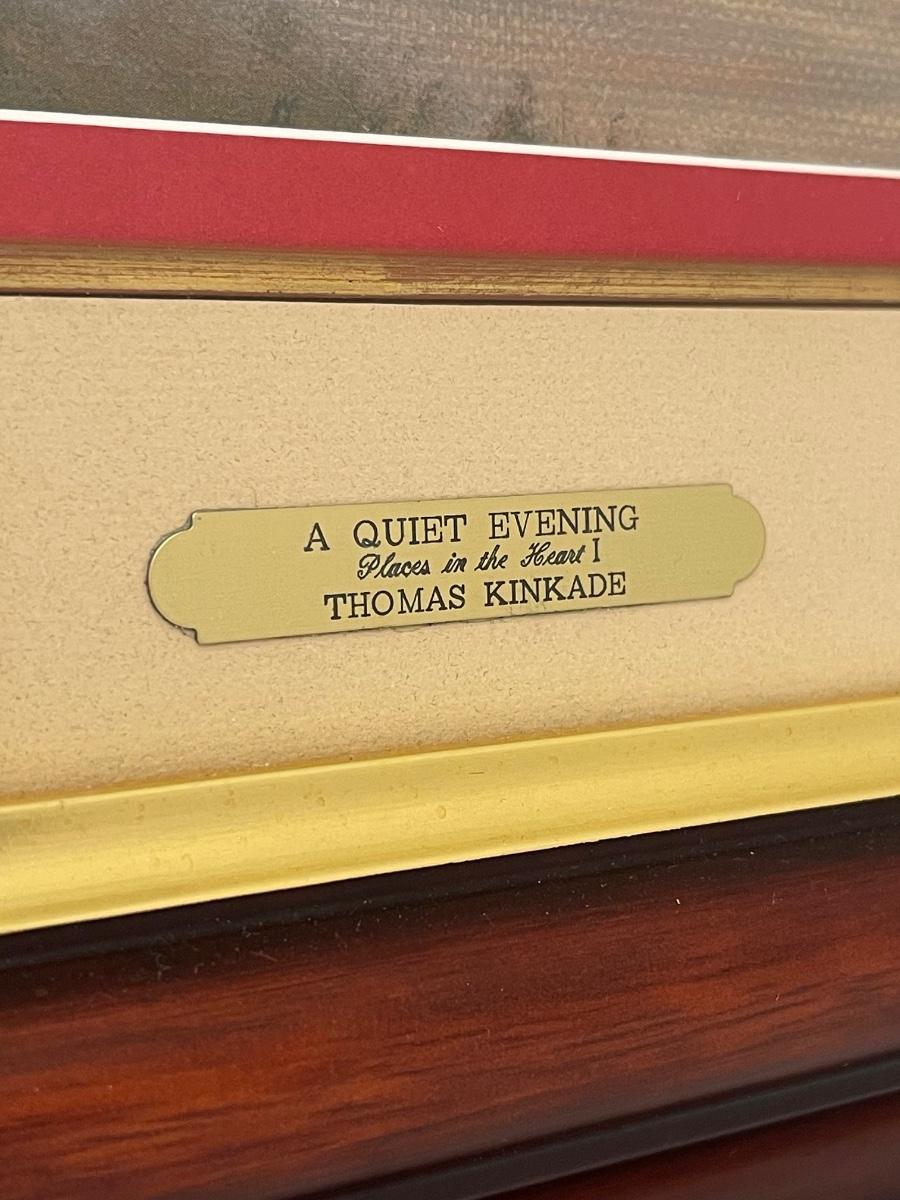 A QUIET EVENING
Places in the Heart I
THOMAS KINKADE